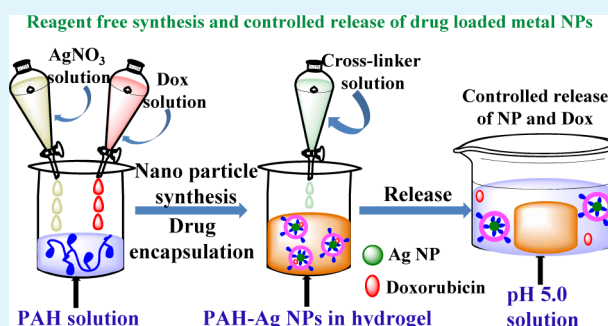 Reagent free synthesis and controlled release of drug loaded metal NPs
AgNO3
solution
Dox
solution
Cross-linker
solution
Controlled release
of NP and Dox
Nano particle
synthesis
Drug
encapsulation
Release
Ag NP
Doxorubicin
PAH solution
PAH-Ag NPs in hydrogel
pH 5.0
solution